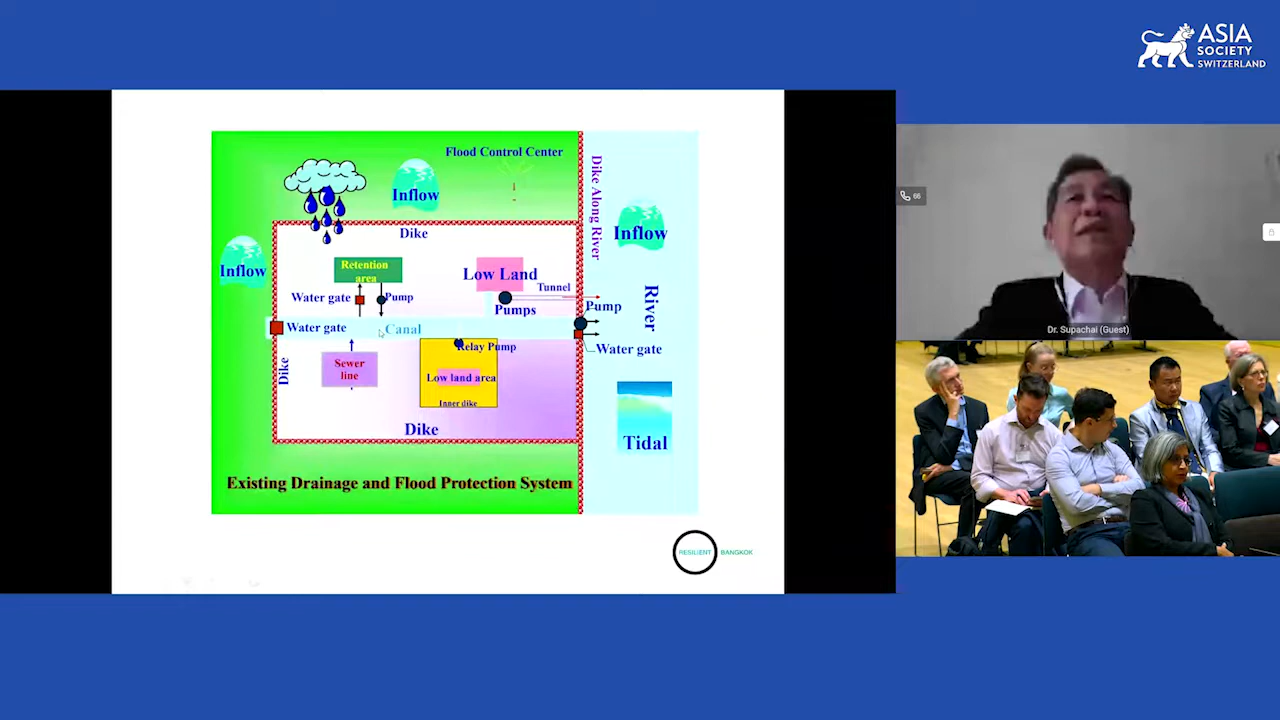 ASIA
SOCIETY
SWITZERLAND
Flood Control Center
Inflow
Dike Along River
Inflow
Dike
Inflow
Retention
area
Low Land
Tunnel
Water gate
Pump
Pumps
Pump
River
Water gate
Canal
Relay Pump
Water gate
Dike
Sewer
line
Low land area
Inner dike
Dike
Tidal
Existing Drainage and Flood Protection System
RESILIENT
BANGKOK
66
Dr. Supachai (Guest)